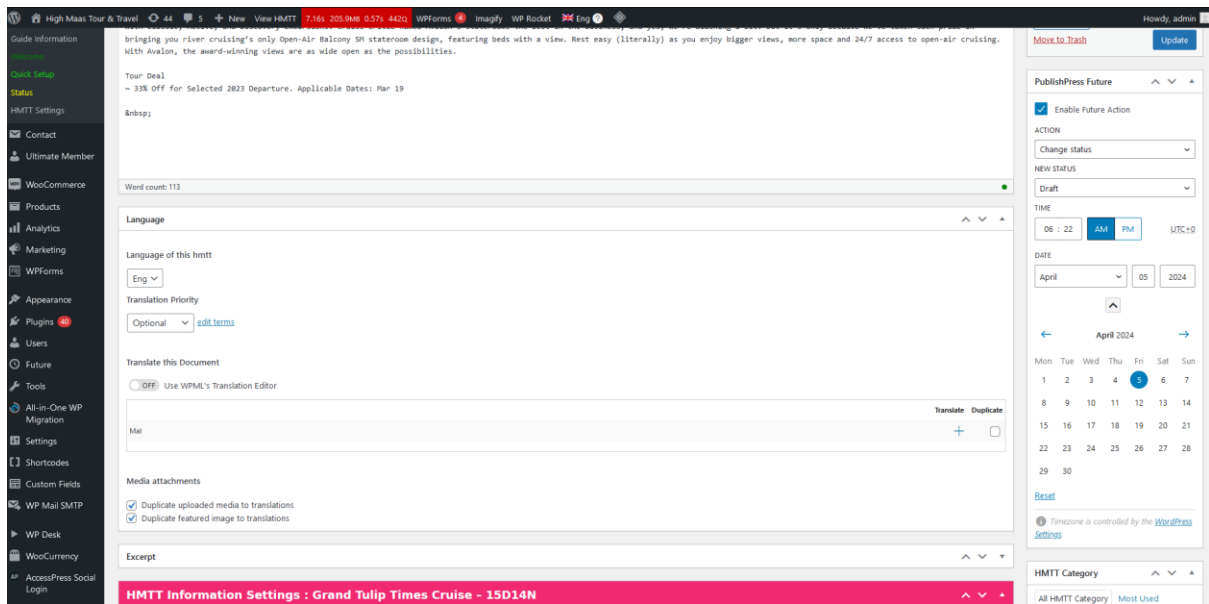 High Maas Tour & Travel 44 5 + New View HMTT 7.16s 205.9MB 0.57s 442Q WPForms 4 Imagify WP Rocket Eng Howdy, admin
Guide Information
Welcome
Quick Setup
Status
HMTT Settings
Contact
Ultimate Member
WooCommerce
Products
Analytics
Marketing
WPForms
Appearance
Plugins 40
Users
Future
Tools
All-in-One WP
Migration
Settings
Shortcodes
Custom Fields
WP Mail SMTP
WP Desk
WooCurrency
AccessPress Social
Login
bringing you river cruising's only Open-Air Balcony SM stateroom design, featuring beds with a view. Rest easy (literally) as you enjoy bigger views, more space and 24/7 access to open-air cruising.
With Avalon, the award-winning views are as wide open as the possibilities.
Tour Deal
~ 33% Off for Selected 2023 Departure. Applicable Dates: Mar 19
&nbsp;
Word count: 113
Language
Language of this hmtt
Eng
Translation Priority
Optional edit terms
Translate this Document
OFF Use WPML's Translation Editor
Translate Duplicate
Mal
Media attachments
Duplicate uploaded media to translations
Duplicate featured image to translations
Excerpt
HMTT Information Settings : Grand Tulip Times Cruise - 15D14N
Move to Trash Update
PublishPress Future
Enable Future Action
ACTION
Change status
NEW STATUS
Draft
TIME
06 : 22 AM PM UTC+0
DATE
April 05 2024
April 2024
Mon Tue Wed Thu Fri Sat Sun
1 2 3 4 5 6 7
8 9 10 11 12 13 14
15 16 17 18 19 20 21
22 23 24 25 26 27 28
29 30
Reset
Timezone is controlled by the WordPress
Settings.
HMTT Category
All HMTT Category Most Used